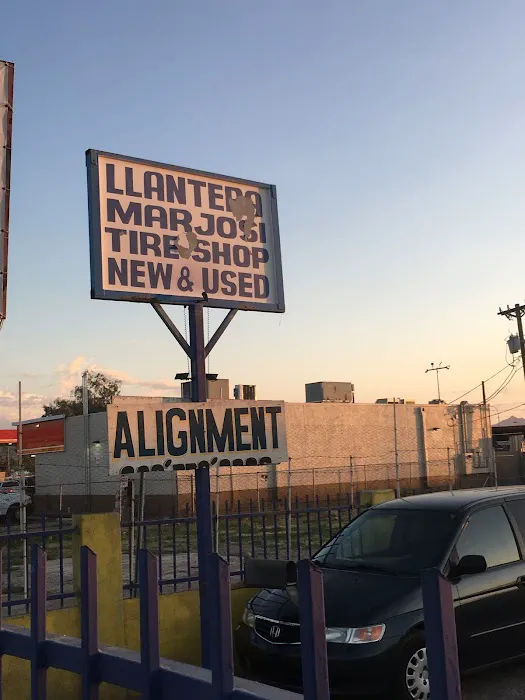 LLANTERA
MARJOSI
TIRE SHOP
NEW & USED
ALIGNMENT